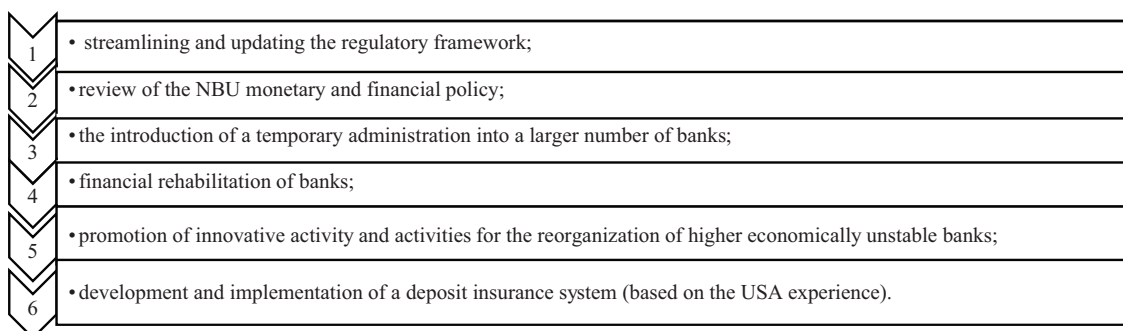 1 • streamlining and updating the regulatory framework;
2 • review of the NBU monetary and financial policy;
3 • the introduction of a temporary administration into a larger number of banks;
4 • financial rehabilitation of banks;
5 • promotion of innovative activity and activities for the reorganization of higher economically unstable banks;
6 • development and implementation of a deposit insurance system (based on the USA experience).